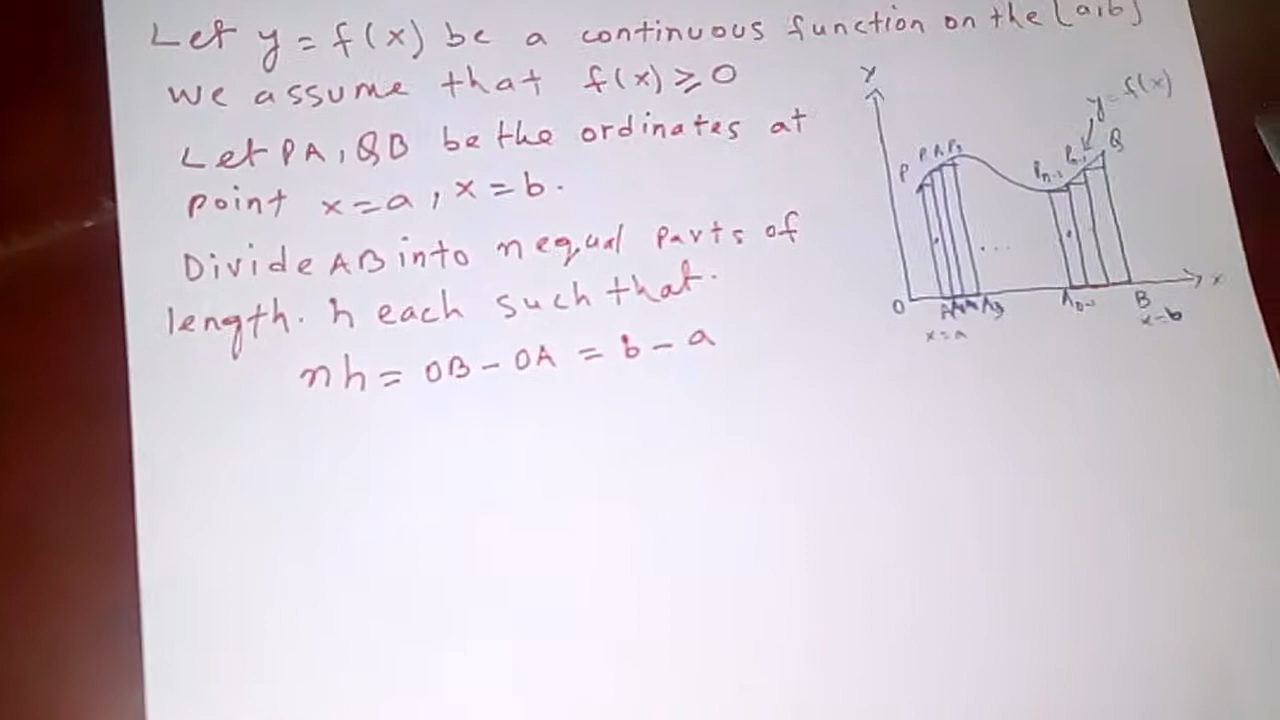 Let y = f(x) be a continuous function on the [a,b]
we assume that f(x) ⩾ 0
Let PA, QB be the ordinates at
point x = a, x = b.
Divide AB into n equal parts of
length. h each such that.
nh = OB - OA = b - a
Y
y = f(x)
P
Q
O
B
x
x = a
x = b